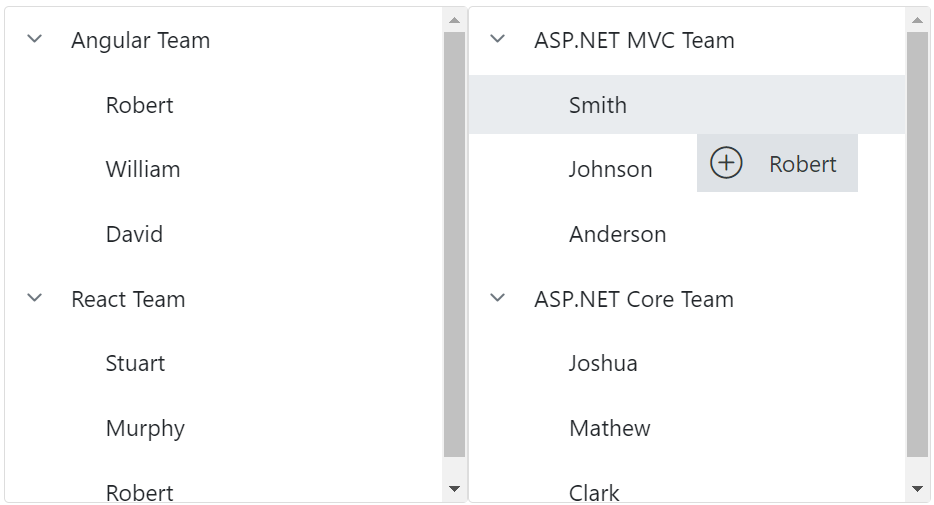 Angular Team
Robert
William
David
React Team
Stuart
Murphy
Robert
ASP.NET MVC Team
Smith
Johnson
Robert
Anderson
ASP.NET Core Team
Joshua
Mathew
Clark